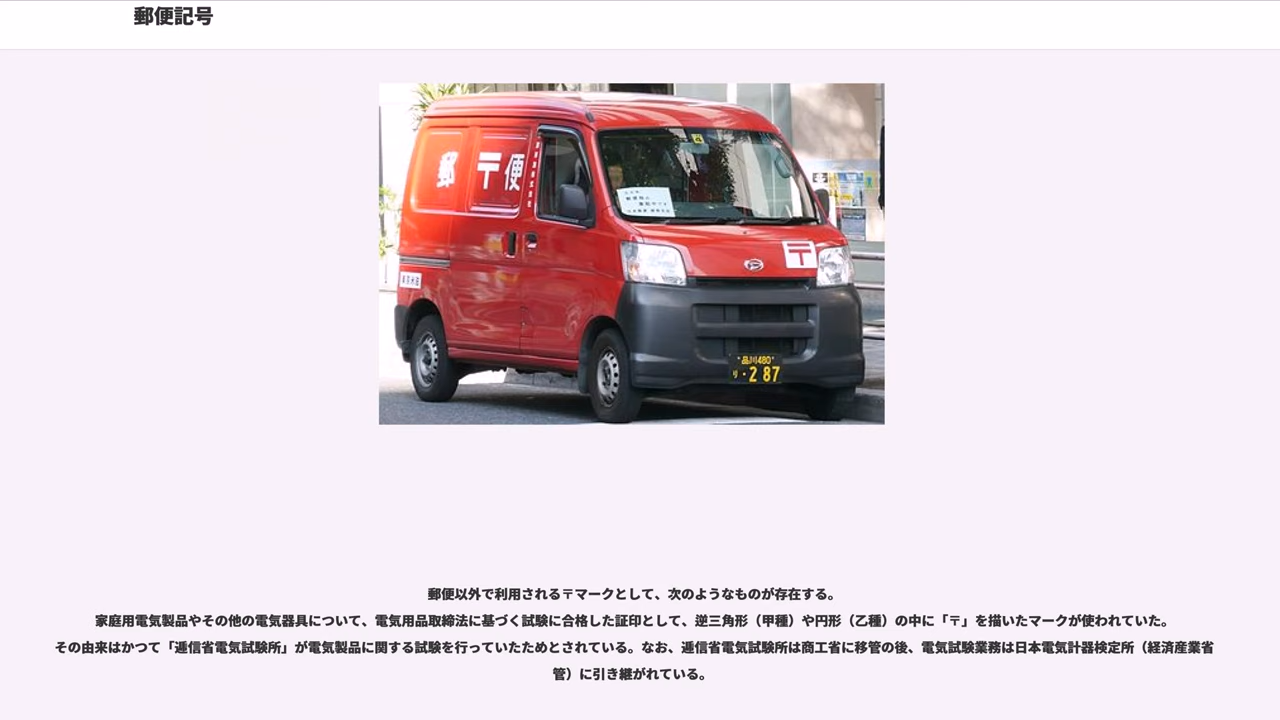 郵便記号
郵〒便
〒
品川480
り・2 87
郵便以外で利用される〒マークとして、次のようなものが存在する。
家庭用電気製品やその他の電気器具について、電気用品取締法に基づく試験に合格した証印として、逆三角形（甲種）や円形（乙種）の中に「〒」を描いたマークが使われていた。
その由来はかつて「逓信省電気試験所」が電気製品に関する試験を行っていたためとされている。なお、逓信省電気試験所は商工省に移管の後、電気試験業務は日本電気計器検定所（経済産業省
管）に引き継がれている。